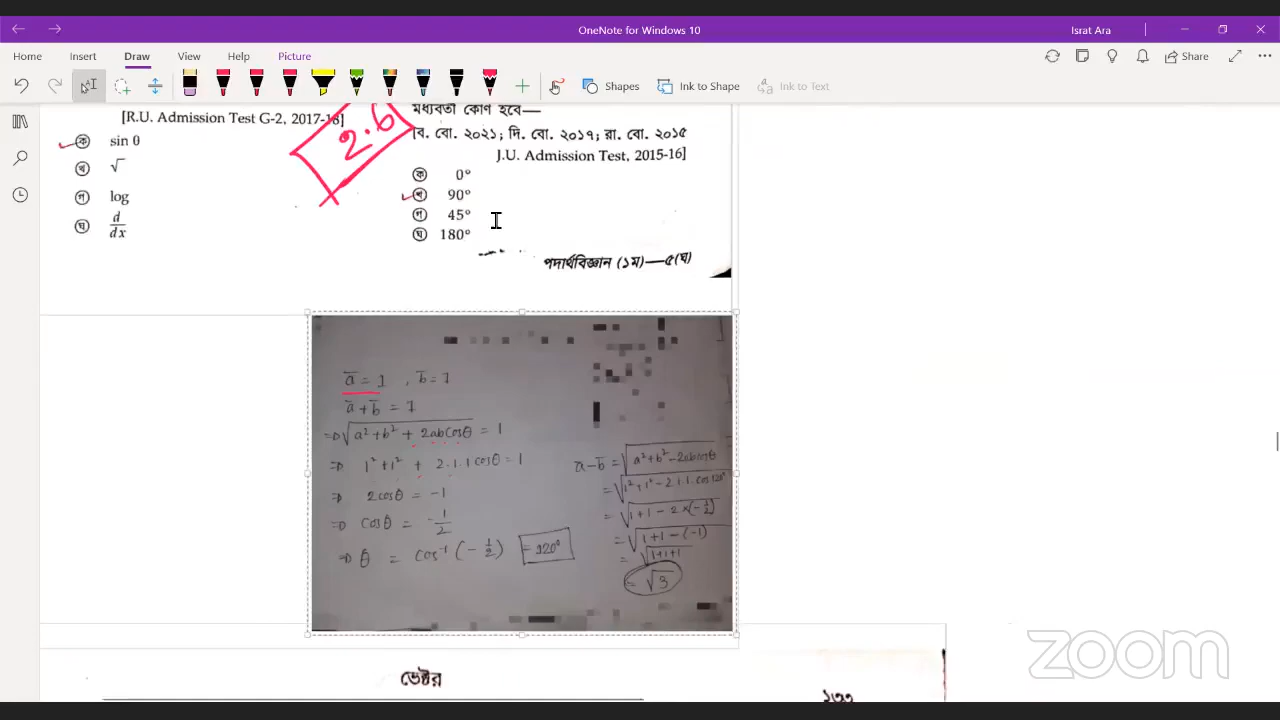 OneNote for Windows 10
Israt Ara
Home Insert Draw View Help Picture
Share
Shapes
Ink to Shape
Ink to Text
[R.U. Admission Test G-2, 2017-18]
ক sin θ
খ √
গ log
ঘ d/dx
2.6
মধ্যবর্তী কোণ হবে—
[ব. বো. ২০২১; দি. বো. ২০১৭; রা. বো. ২০১৫
J.U. Admission Test, 2015-16]
ক 0°
খ 90°
গ 45°
ঘ 180°
পদার্থবিজ্ঞান (১ম)—৫(ঘ)
a̅ = 1 , b̅ = 1
a̅ + b̅ = 1
⇒ √(a² + b² + 2ab cosθ) = 1
⇒ 1² + 1² + 2.1.1 cosθ = 1
⇒ 2cosθ = -1
⇒ cosθ = -1/2
⇒ θ = cos⁻¹(-1/2) = 120°
a - b̅ = √(a² + b² - 2ab cosθ)
= √(1² + 1² - 2.1.1. cos 120°)
= √(1 + 1 - 2 × (-1/2))
= √(1 + 1 - (-1))
= √(1+1+1)
= √3
ভেক্টর
zoom